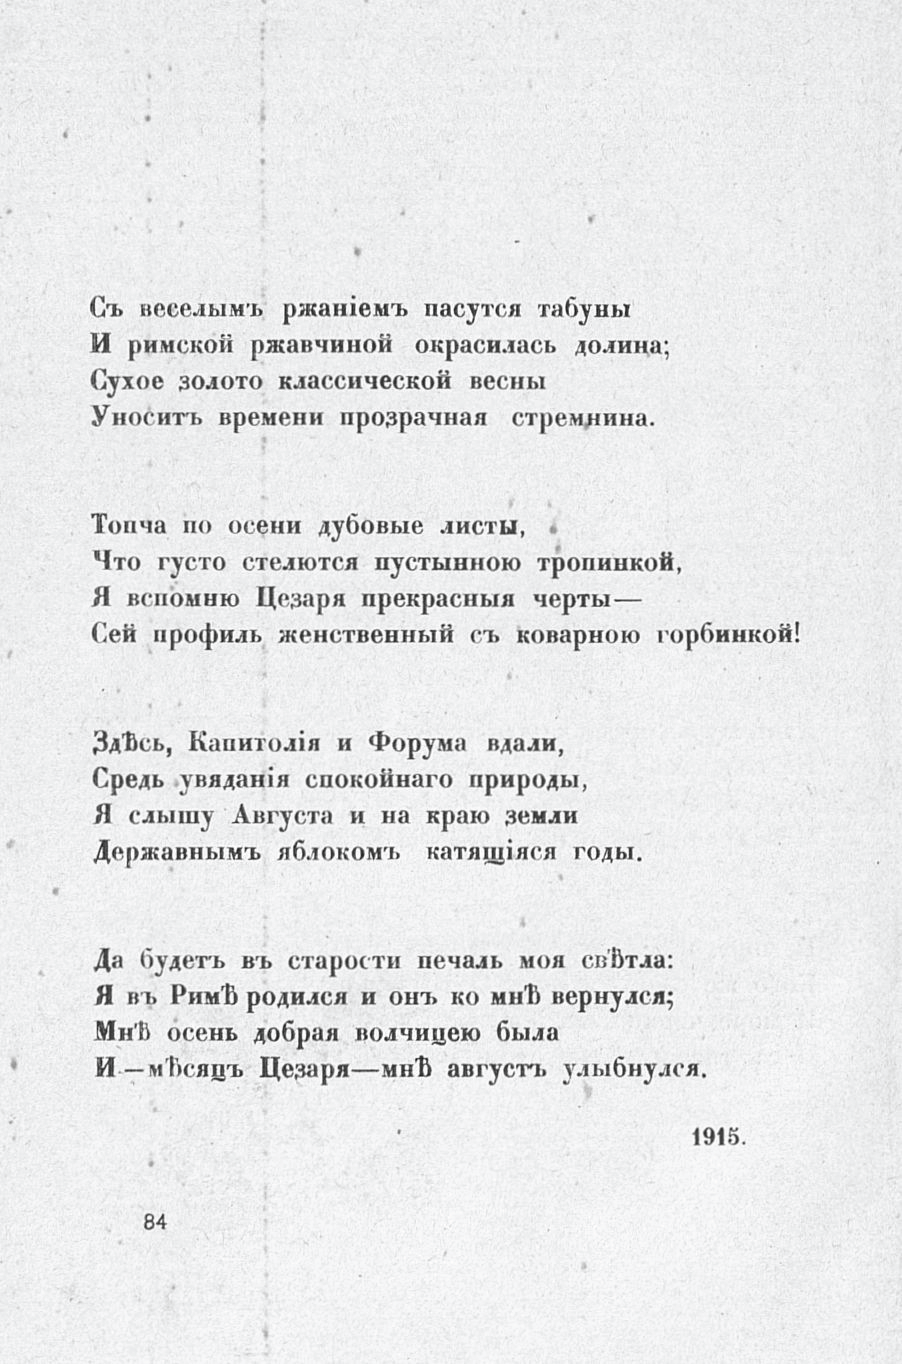 Съ веселымъ ржаніемъ пасутся табуны
И римской ржавчиной окрасилась долина;
Сухое золото классической весны
Уноситъ времени прозрачная стремнина.
Топча по осени дубовые листы,
Что густо стелются пустынною тропинкой,
Я вспомню Цезаря прекрасныя черты—
Сей профиль женственный съ коварною горбинкой!
Здѣсь, Капитолія и Форума вдали,
Средь увяданія спокойнаго природы,
Я слышу Августа и на краю земли
Державнымъ яблокомъ катящіяся годы.
Да будетъ въ старости печаль моя свѣтла:
Я въ Римѣ родился и онъ ко мнѣ вернулся;
Мнѣ осень добрая волчицею была
И—мѣсяцъ Цезаря—мнѣ августъ улыбнулся.
1915.
84